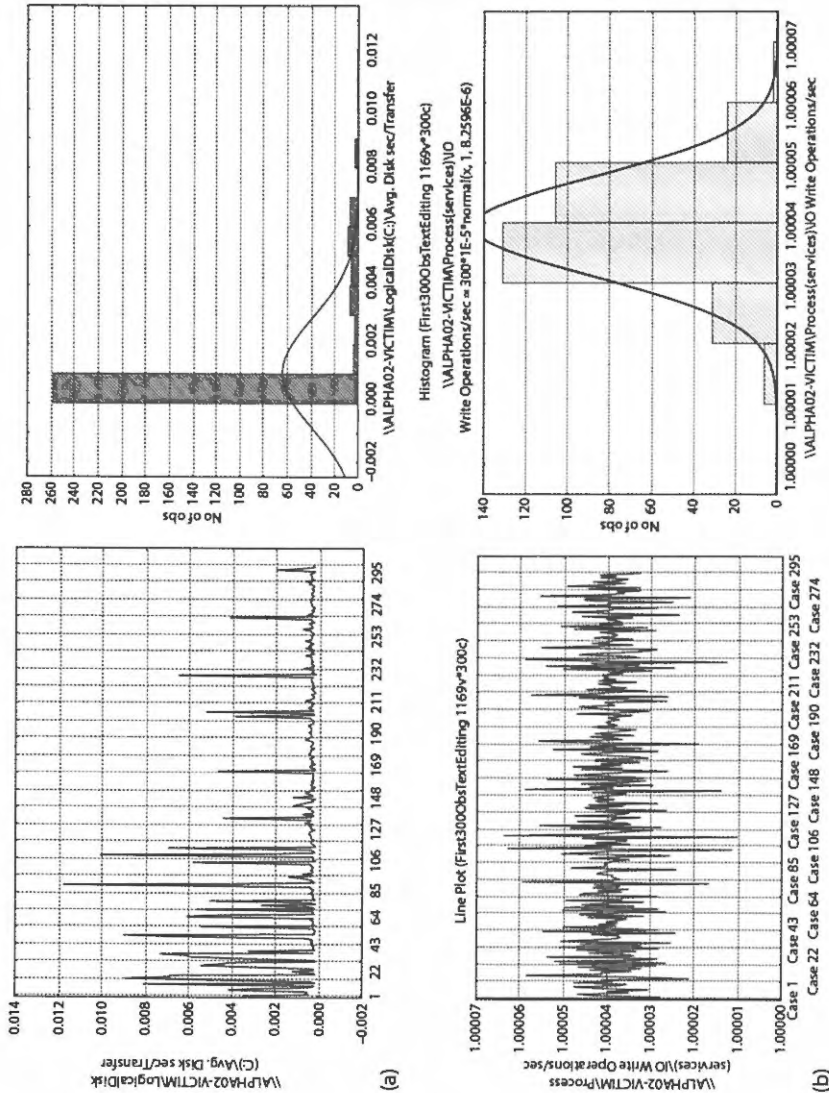 0.014
0.012
0.010
0.008
0.006
0.004
0.002
0.000
-0.002
1 22 43 64 85 106 127 148 169 190 211 232 253 274 295
\\ALPHA02-VICTIM\LogicalDisk
(C:)\Avg. Disk sec/Transfer
280
260
240
220
200
180
160
140
120
100
80
60
40
20
0
No of obs
-0.002 0.000 0.002 0.004 0.006 0.008 0.010 0.012
\\ALPHA02-VICTIM\LogicalDisk(C:)\Avg. Disk sec/Transfer
(a)
Line Plot (First300ObsTextEditing 1169v*300c)
1.00007
1.00006
1.00005
1.00004
1.00003
1.00002
1.00001
1.00000
Case 1 Case 43 Case 85 Case 127 Case 169 Case 211 Case 253 Case 295
Case 22 Case 64 Case 106 Case 148 Case 190 Case 232 Case 274
\\ALPHA02-VICTIM\Process
(services)\IO Write Operations/sec
Histogram (First300ObsTextEditing 1169v*300c)
\\ALPHA02-VICTIM\Process(services)\IO
Write Operations/sec = 300*1E-5*normal(x, 1, 8.2596E-6)
140
120
100
80
60
40
20
0
No of obs
1.00000 1.00001 1.00002 1.00003 1.00004 1.00005 1.00006 1.00007
\\ALPHA02-VICTIM\Process(services)\IO Write Operations/sec
(b)